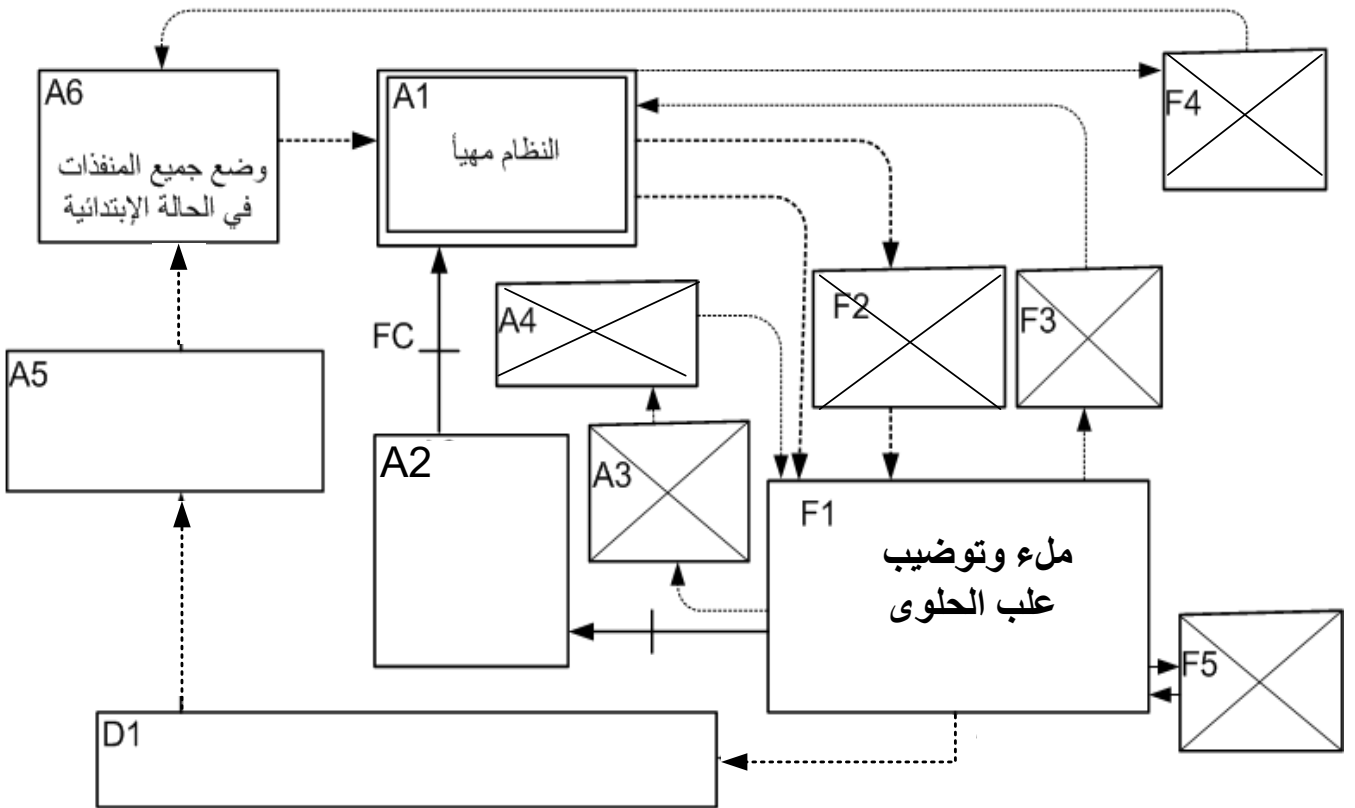 A6
وضع جميع المنفذات
في الحالة الإبتدائية
A1
النظام مهيأ
F4
A5
FC
A4
F2
F3
A2
A3
F1
ملء وتوضيب
علب الحلوى
F5
D1